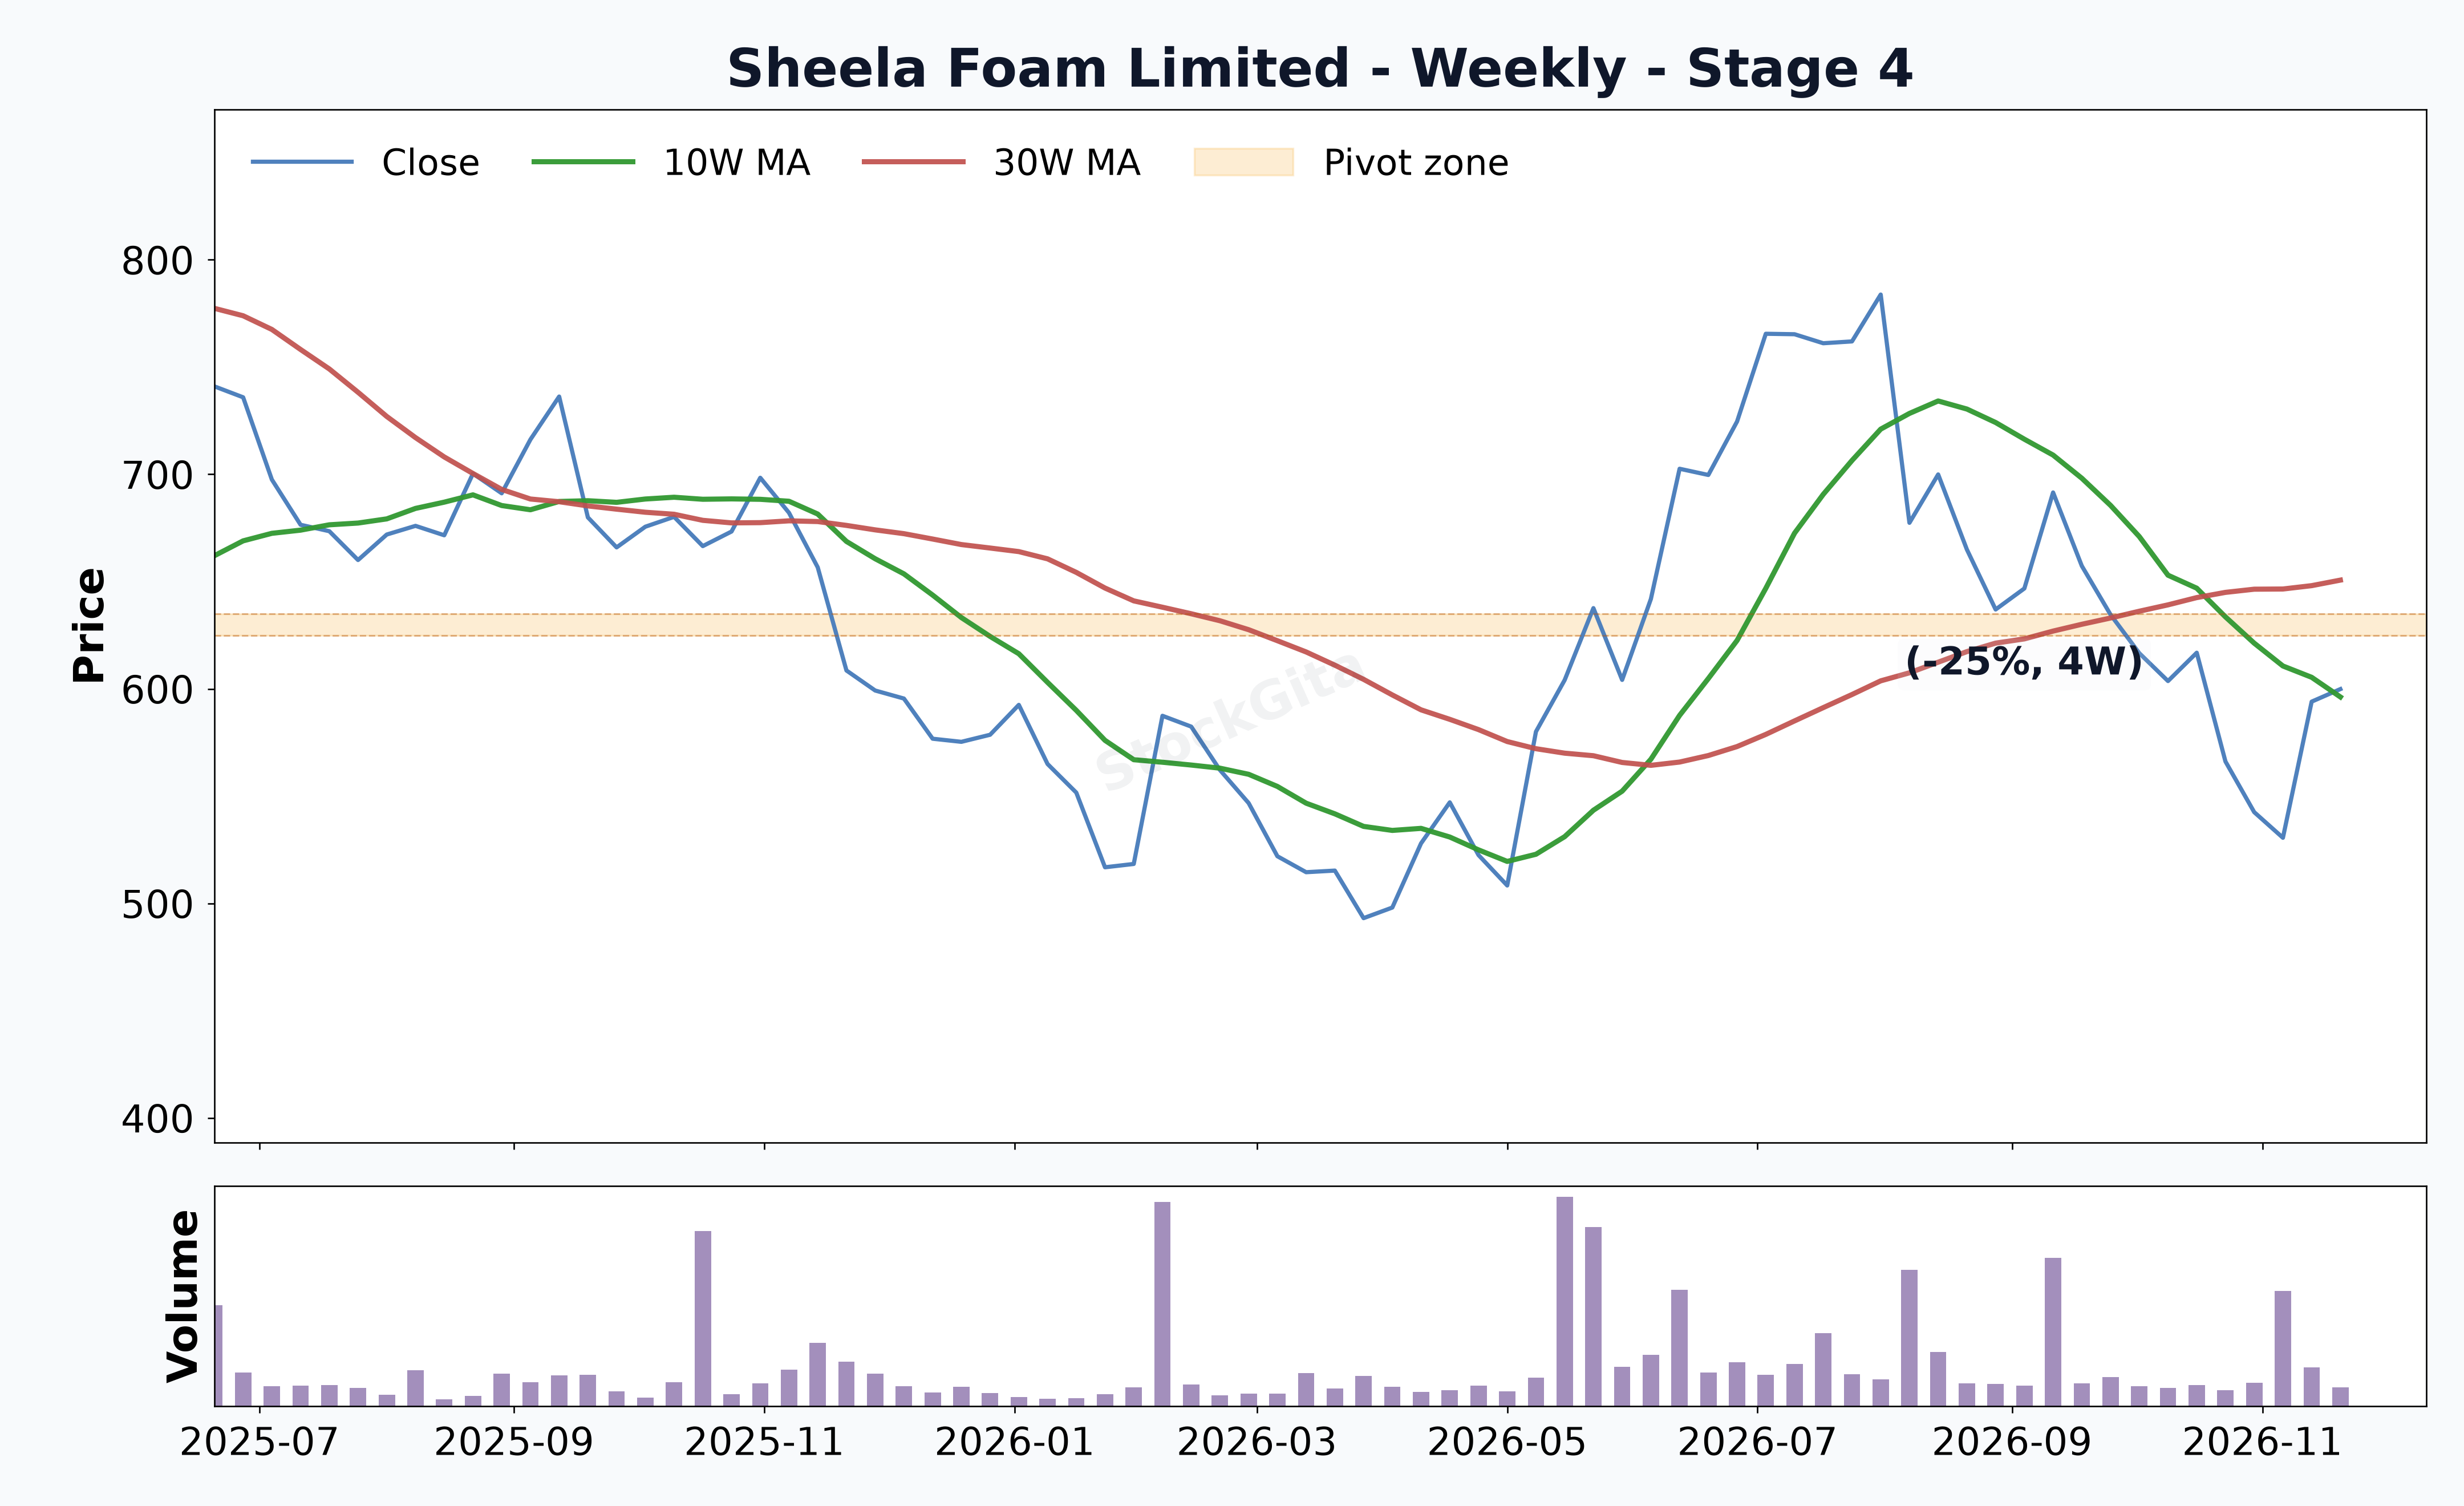 Sheela Foam Limited - Weekly - Stage 4
Close 10W MA 30W MA Pivot zone
800
700
600
500
400
Price
(-25%, 4W)
StockGita
Volume
2025-07 2025-09 2025-11 2026-01 2026-03 2026-05 2026-07 2026-09 2026-11